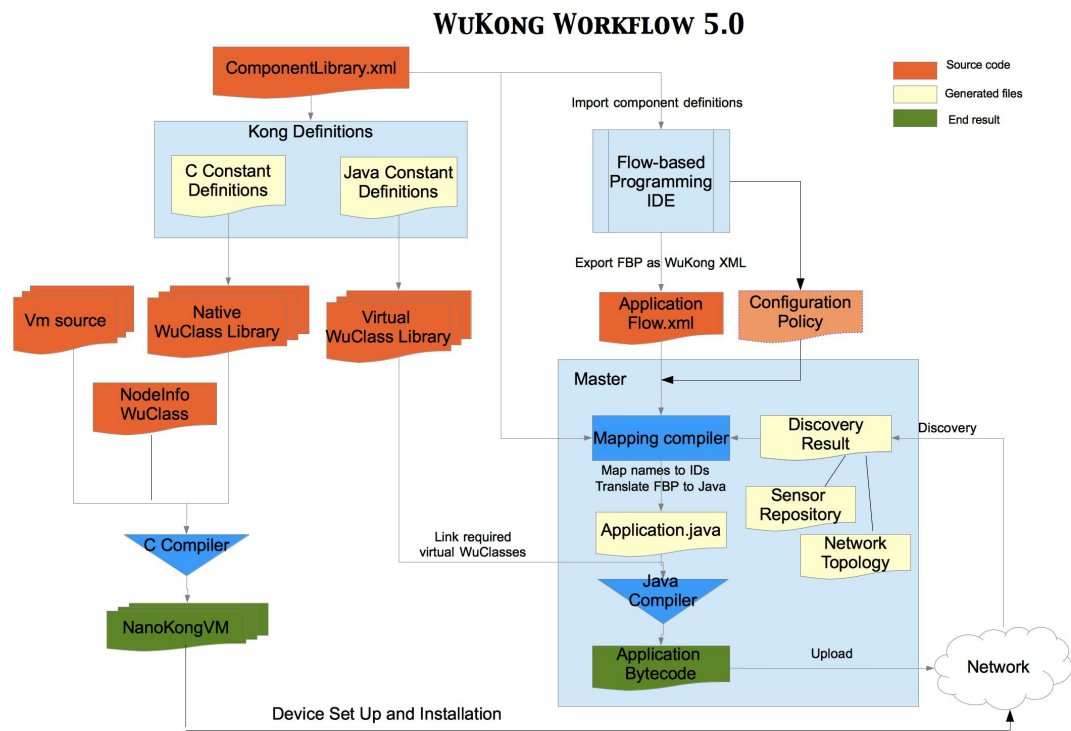 WUKONG WORKFLOW 5.0
ComponentLibrary.xml
Source code
Generated files
End result
Import component definitions
Kong Definitions
C Constant
Definitions
Java Constant
Definitions
Flow-based
Programming
IDE
Export FBP as WuKong XML
Vm source
Native
WuClass Library
Virtual
WuClass Library
Application
Flow.xml
Configuration
Policy
NodeInfo
WuClass
Master
Mapping compiler
Discovery
Result
Discovery
Map names to IDs
Translate FBP to Java
Sensor
Repository
Network
Topology
Application.java
Link required
virtual WuClasses
C Compiler
Java
Compiler
NanoKongVM
Application
Bytecode
Upload
Network
Device Set Up and Installation